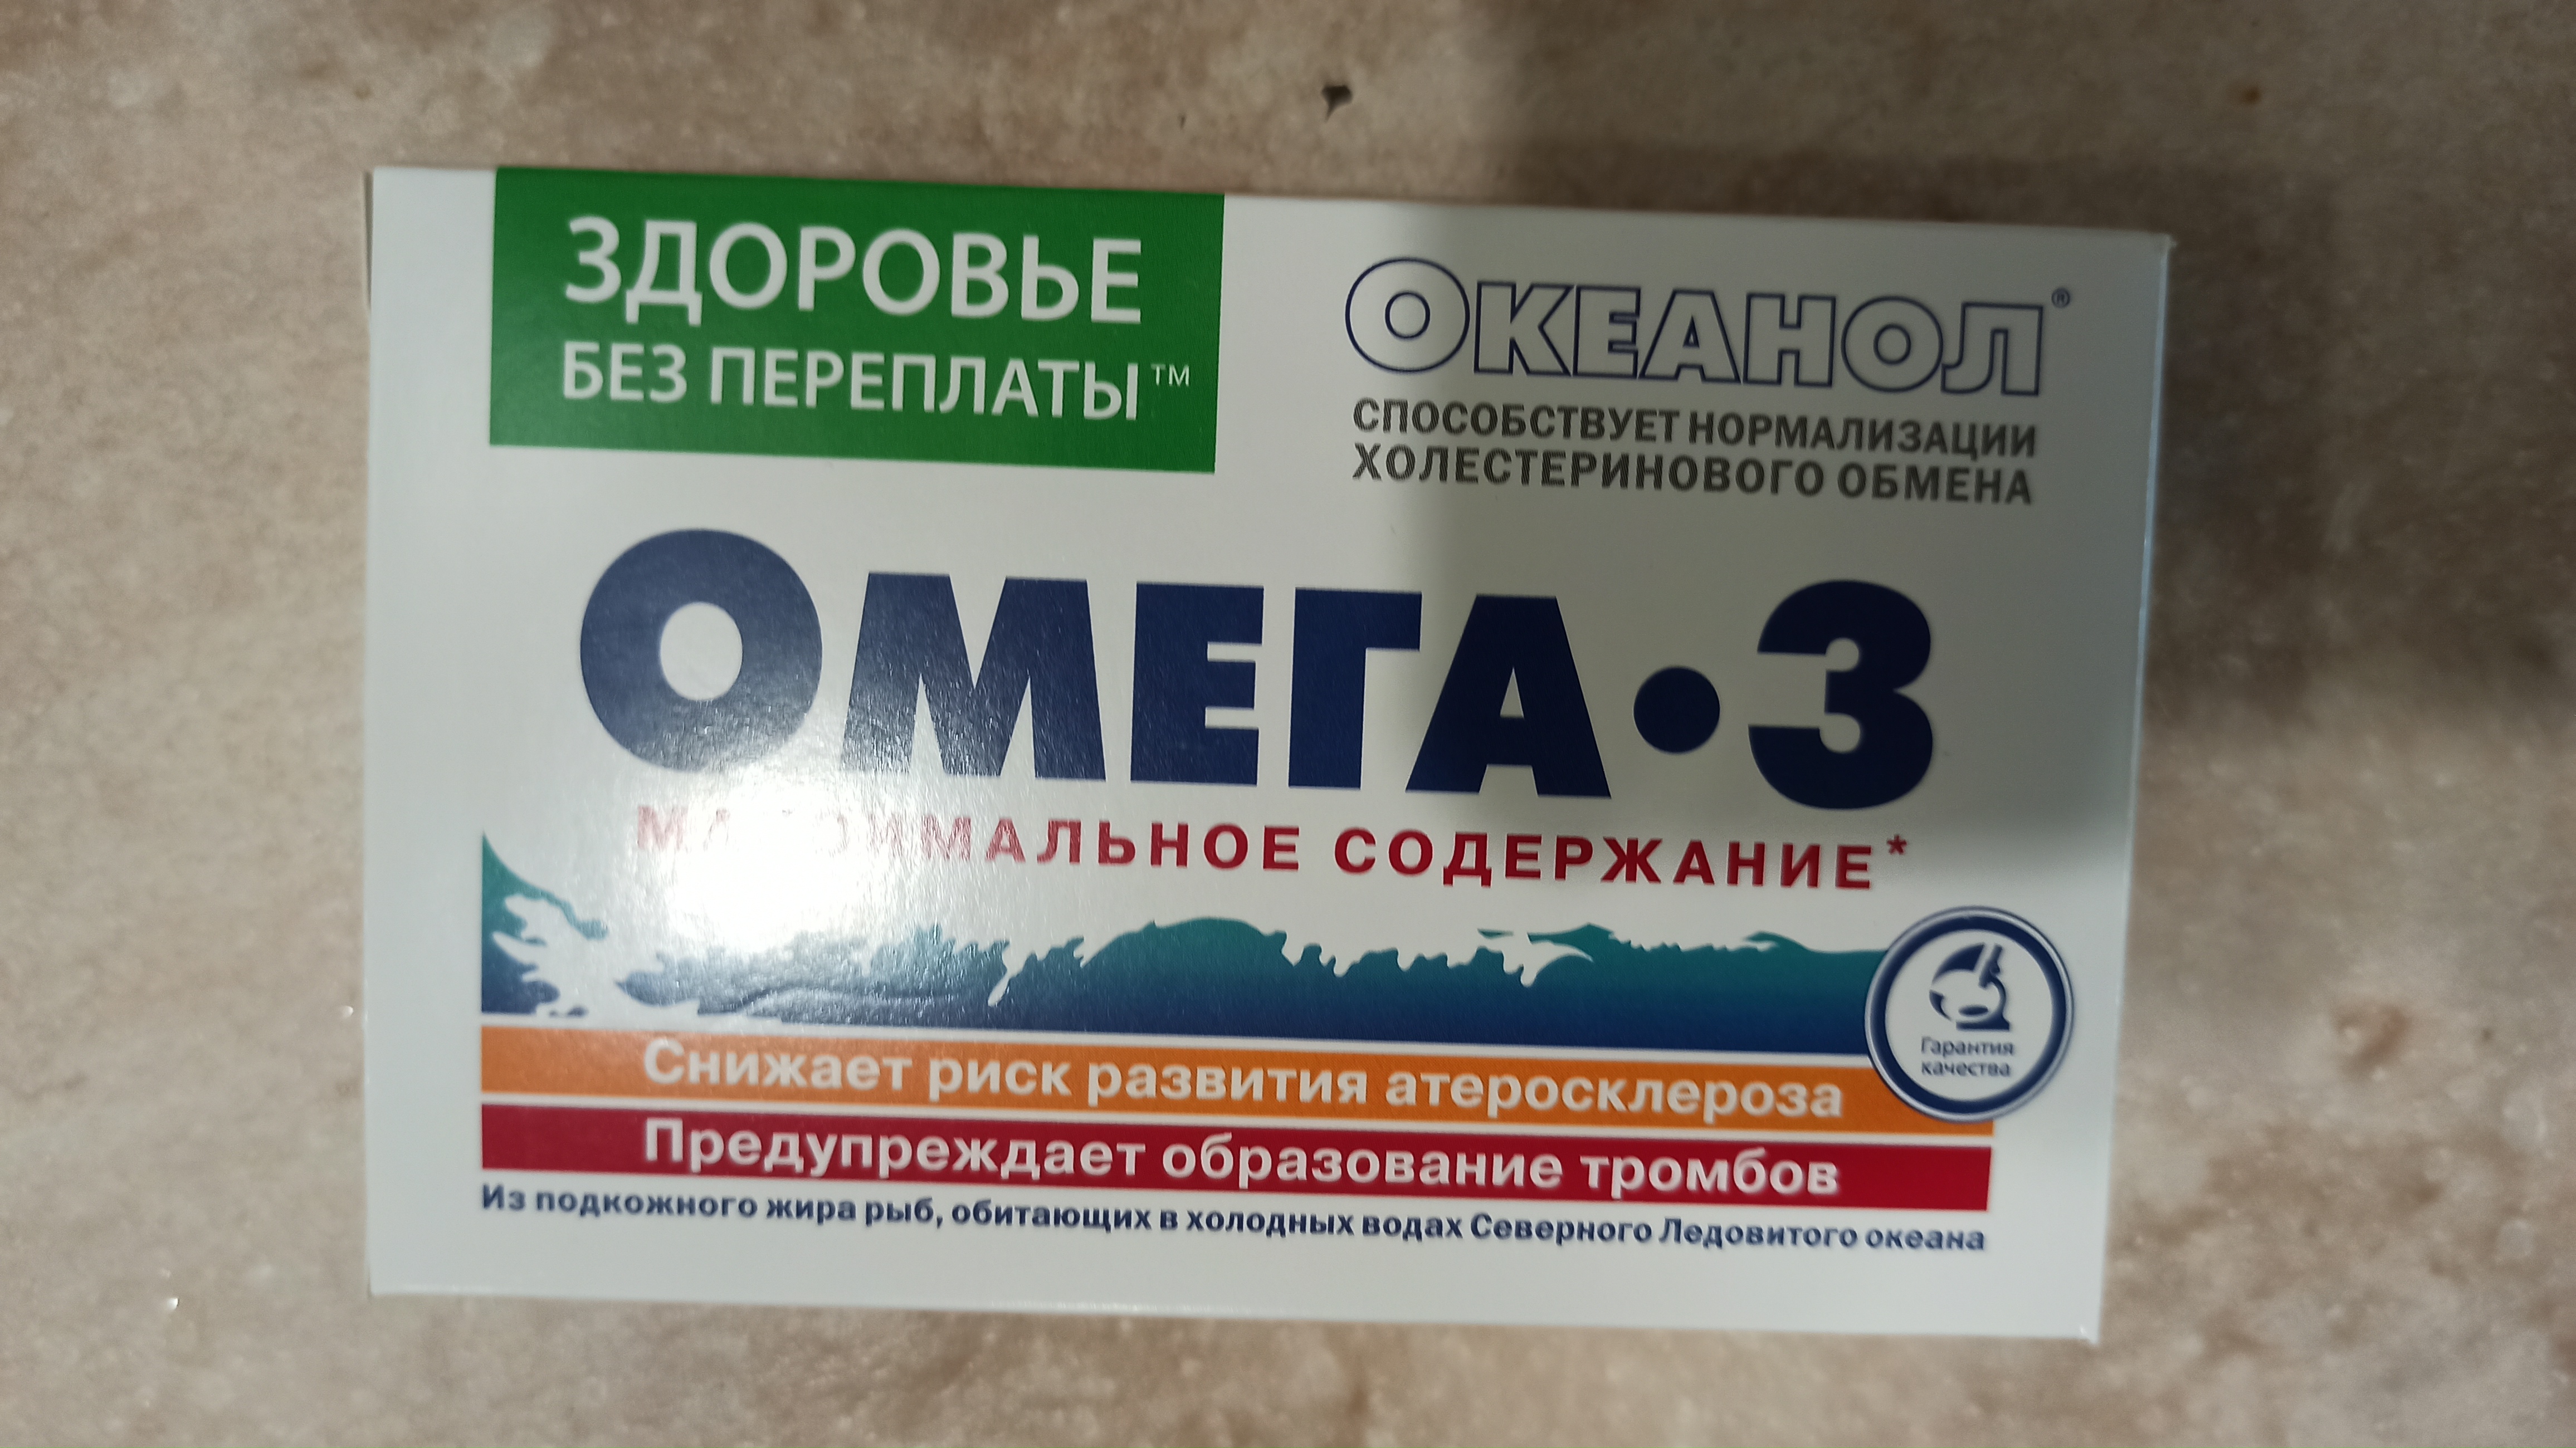 ЗДОРОВЬЕ
БЕЗ ПЕРЕПЛАТЫ™
ОКЕАНОЛ®
СПОСОБСТВУЕТ НОРМАЛИЗАЦИИ
ХОЛЕСТЕРИНОВОГО ОБМЕНА
ОМЕГА•3
МАКСИМАЛЬНОЕ СОДЕРЖАНИЕ*
Гарантия
качества
Снижает риск развития атеросклероза
Предупреждает образование тромбов
Из подкожного жира рыб, обитающих в холодных водах Северного Ледовитого океана